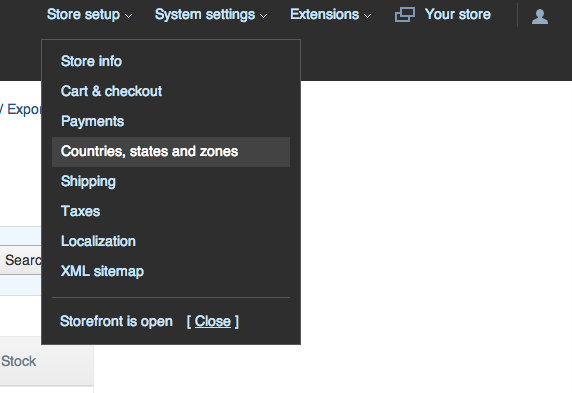 Store setup System settings Extensions Your store
Store info
/ Expor
Cart & checkout
Payments
Countries, states and zones
Shipping
Taxes
Localization
Searc
XML sitemap
Storefront is open [ Close ]
Stock